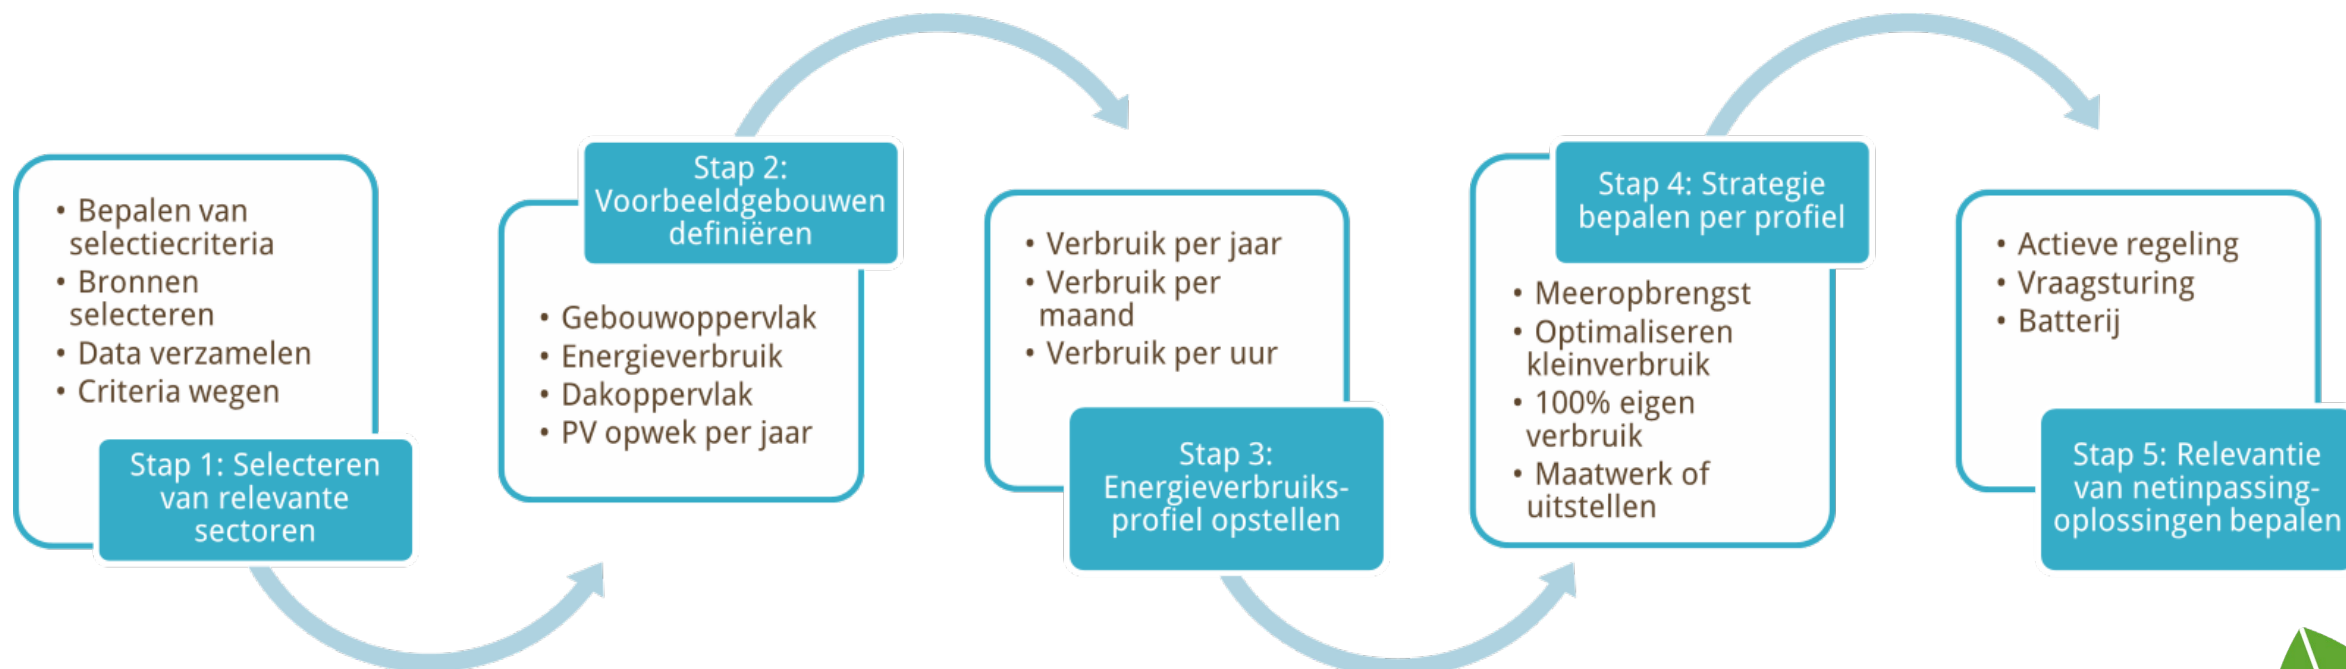 • Bepalen van
selectiecriteria
• Bronnen
selecteren
• Data verzamelen
• Criteria wegen
Stap 1: Selecteren
van relevante
sectoren
Stap 2:
Voorbeeldgebouwen
definiëren
• Gebouwoppervlak
• Energieverbruik
• Dakoppervlak
• PV opwek per jaar
• Verbruik per jaar
• Verbruik per
maand
• Verbruik per uur
Stap 3:
Energieverbruiks-
profiel opstellen
Stap 4: Strategie
bepalen per profiel
• Meeropbrengst
• Optimaliseren
kleinverbruik
• 100% eigen
verbruik
• Maatwerk of
uitstellen
• Actieve regeling
• Vraagsturing
• Batterij
Stap 5: Relevantie
van netinpassing-
oplossingen bepalen